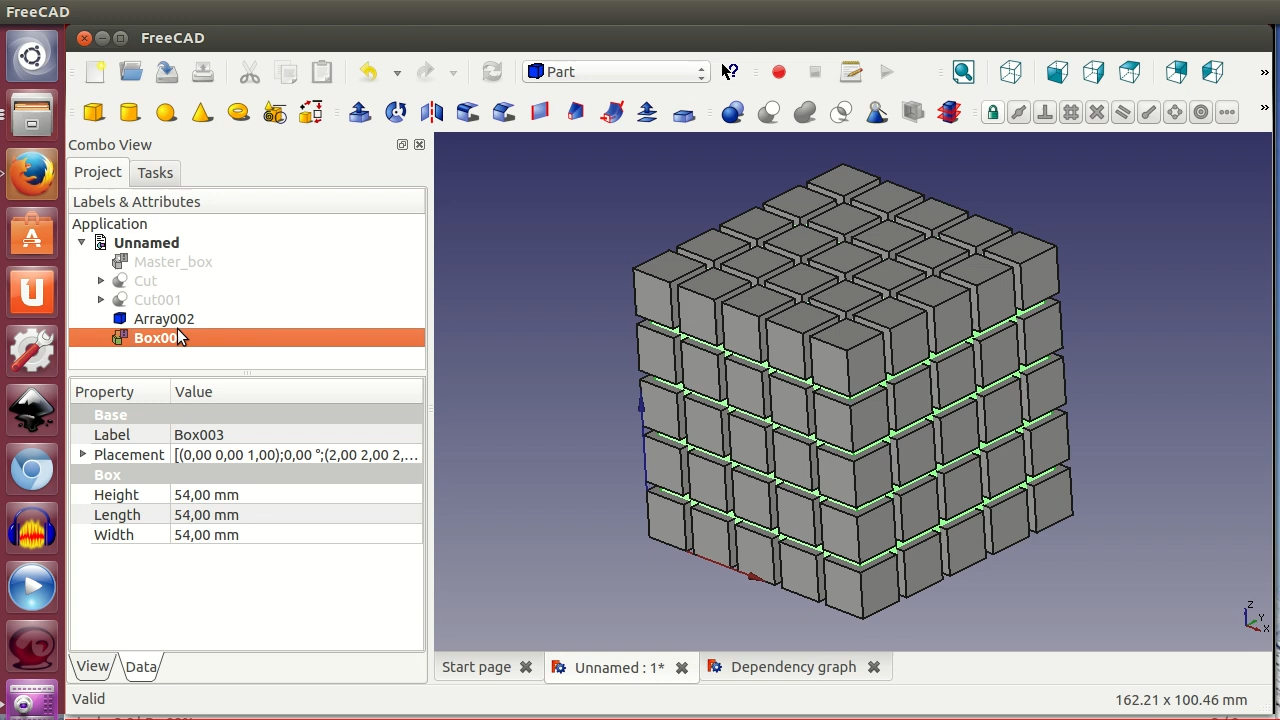 FreeCAD
FreeCAD
Part
Combo View
Project
Tasks
Labels & Attributes
Application
Unnamed
Master_box
Cut
Cut001
Array002
Property Value
Base
Label Box003
Placement [(0,00 0,00 1,00);0,00 °;(2,00 2,00 2,...
Box
Height 54,00 mm
Length 54,00 mm
Width 54,00 mm
Z
Y
X
View
Data
Start page
Unnamed : 1*
Dependency graph
Valid
162.21 x 100.46 mm